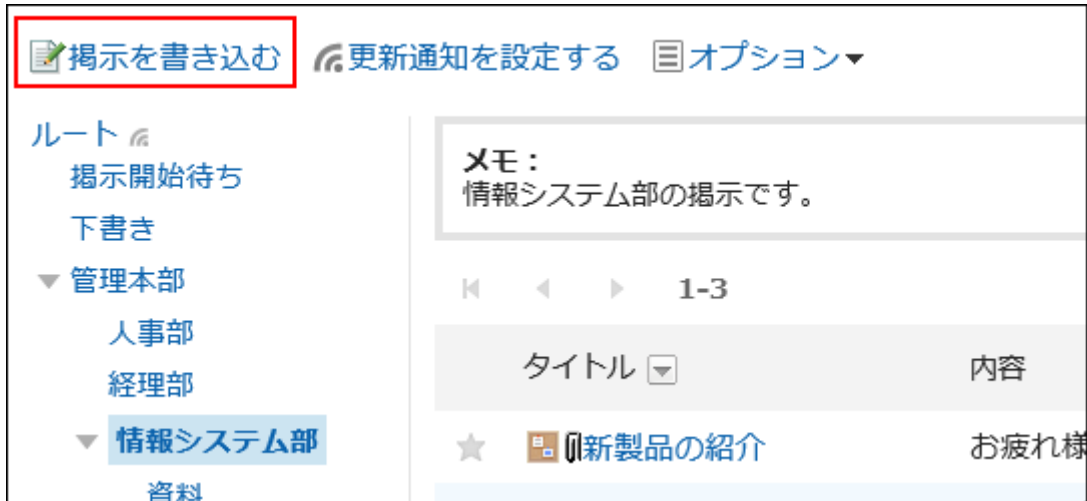 掲示を書き込む 更新通知を設定する オプション
ルート
掲示開始待ち
下書き
管理本部
人事部
経理部
情報システム部
資料
メモ：
情報システム部の掲示です。
1-3
タイトル 内容
新製品の紹介 お疲れ様